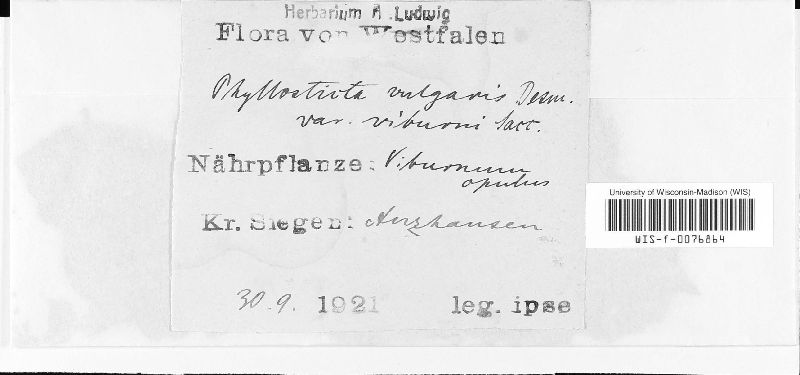 Herbarium A. Ludwig
Flora von Westfalen
Phyllosticta vulgaris Desm.
var. viburni Sacc.
Nährpflanze: Viburnum
opulus
Kr. Siegen: Anzhausen
30.9. 1921 leg. ipse
University of Wisconsin-Madison (WIS)
WIS-f-0076864